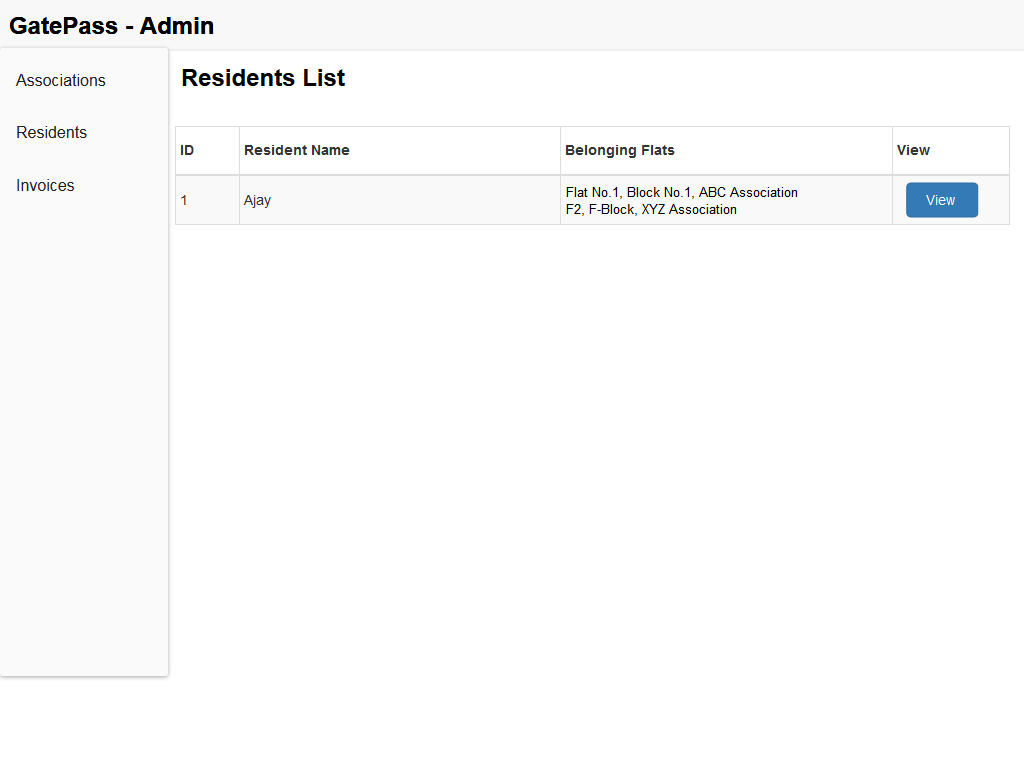 GatePass - Admin
Associations
Residents
Invoices
Residents List
ID Resident Name Belonging Flats View
1 Ajay Flat No.1, Block No.1, ABC Association
F2, F-Block, XYZ Association
View